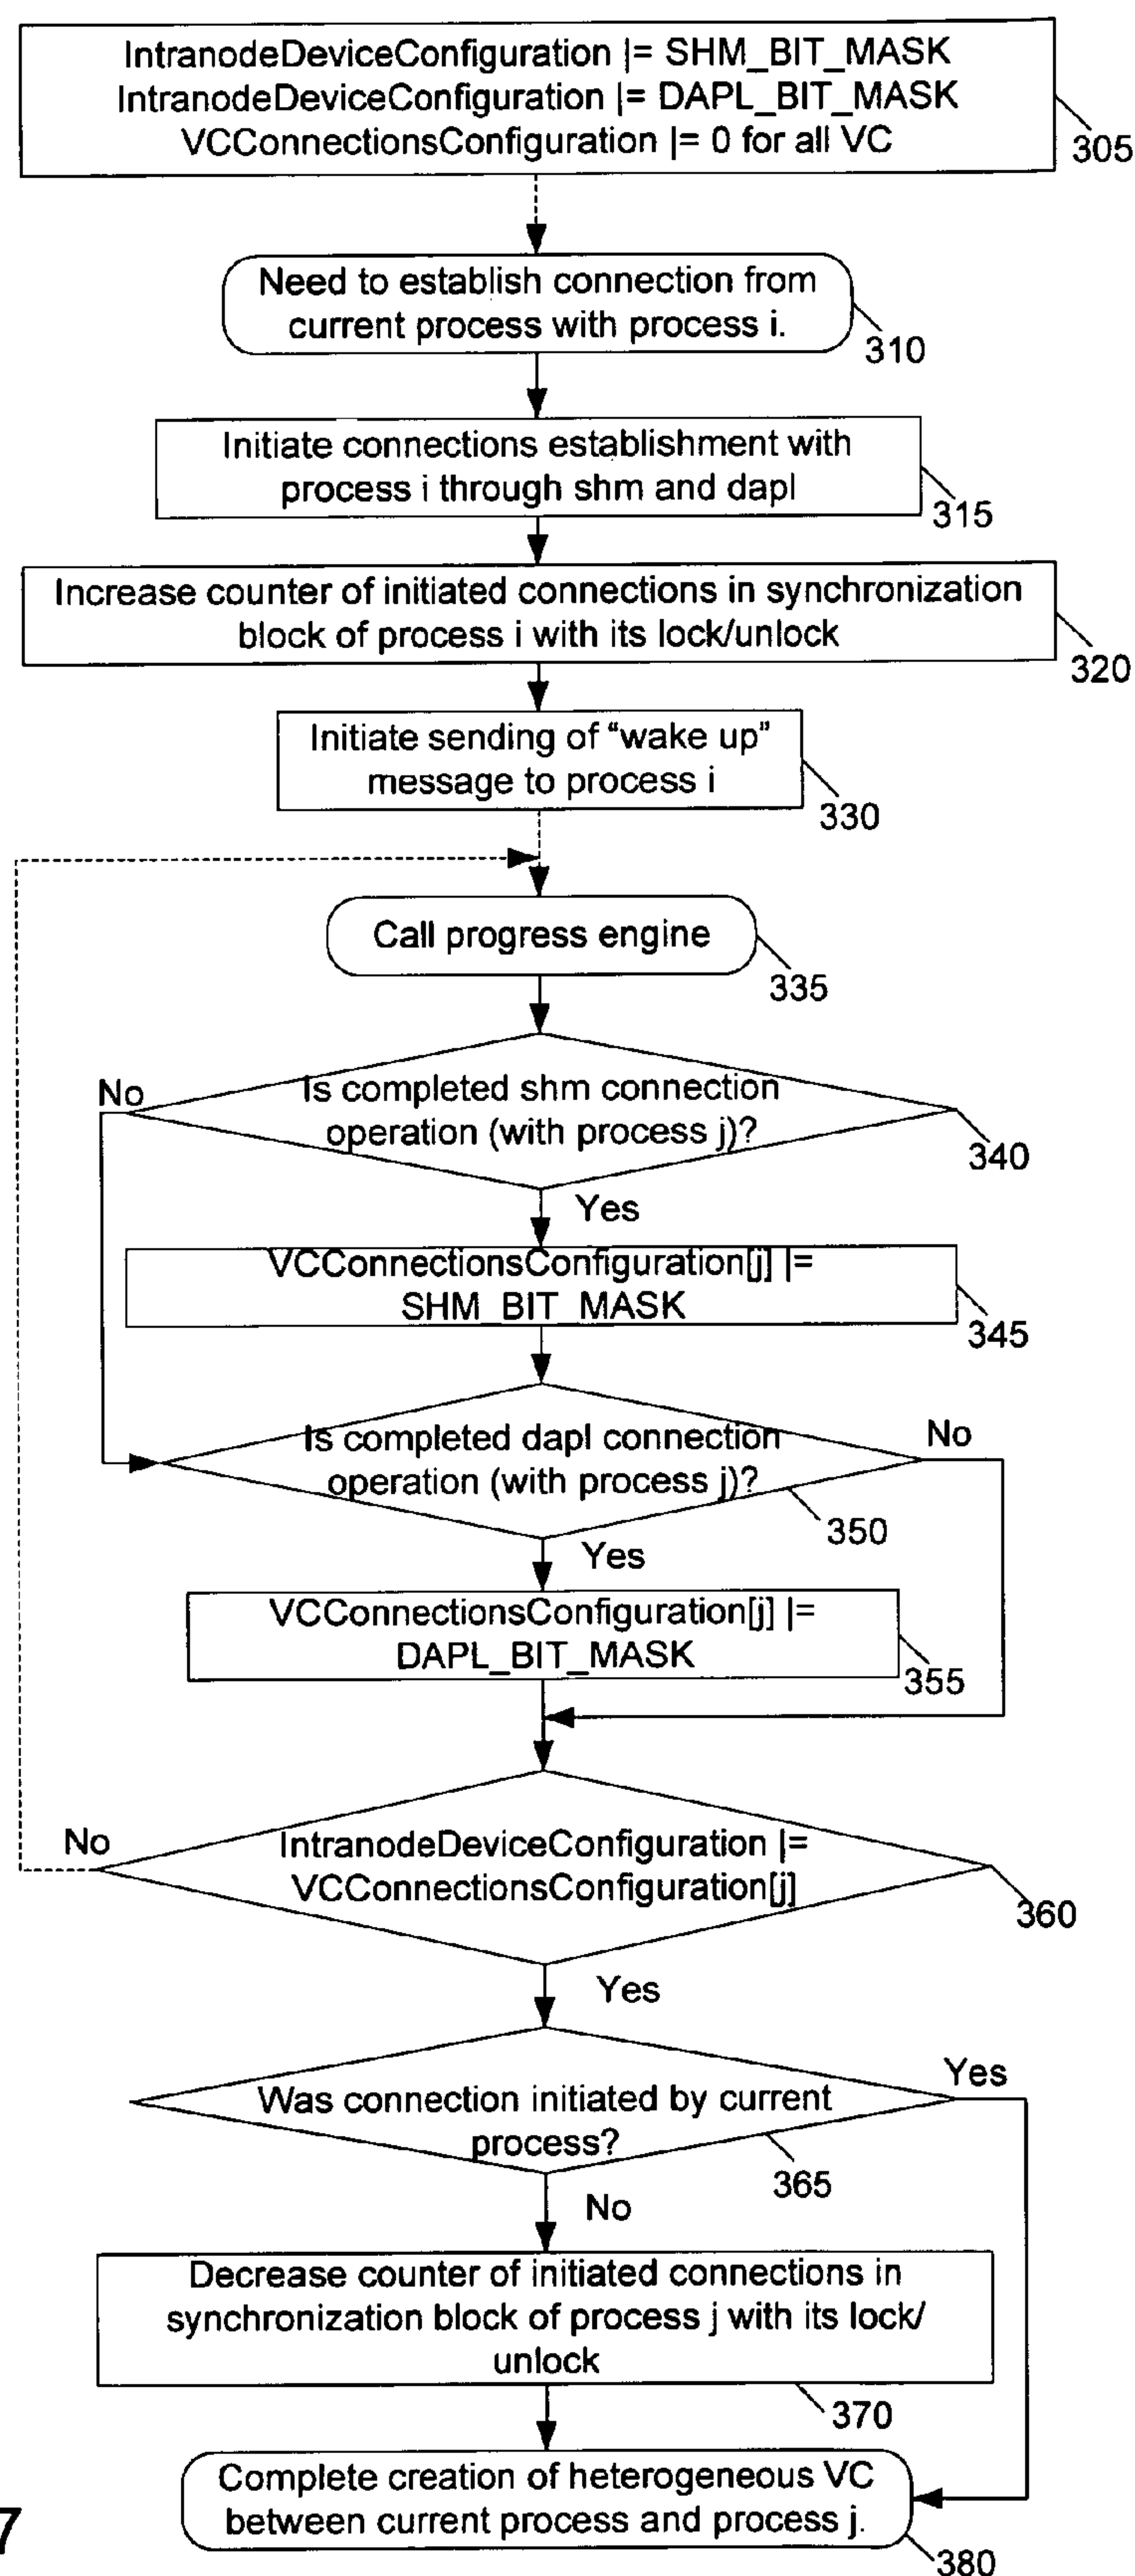 IntranodeDeviceConfiguration |= SHM_BIT_MASK
IntranodeDeviceConfiguration |= DAPL_BIT_MASK
VCConnectionsConfiguration |= 0 for all VC
305
Need to establish connection from
current process with process i.
310
Initiate connections establishment with
process i through shm and dapl
315
Increase counter of initiated connections in synchronization
block of process i with its lock/unlock
320
Initiate sending of “wake up”
message to process i
330
Call progress engine
335
Is completed shm connection
operation (with process j)?
No
340
Yes
VCConnectionsConfiguration[j] |=
SHM_BIT_MASK
345
Is completed dapl connection
operation (with process j)?
No
350
Yes
VCConnectionsConfiguration[j] |=
DAPL_BIT_MASK
355
No
IntranodeDeviceConfiguration |=
VCConnectionsConfiguration[j]
360
Yes
Was connection initiated by current
process?
Yes
365
No
Decrease counter of initiated connections in
synchronization block of process j with its lock/
unlock
370
Complete creation of heterogeneous VC
between current process and process j.
380
7